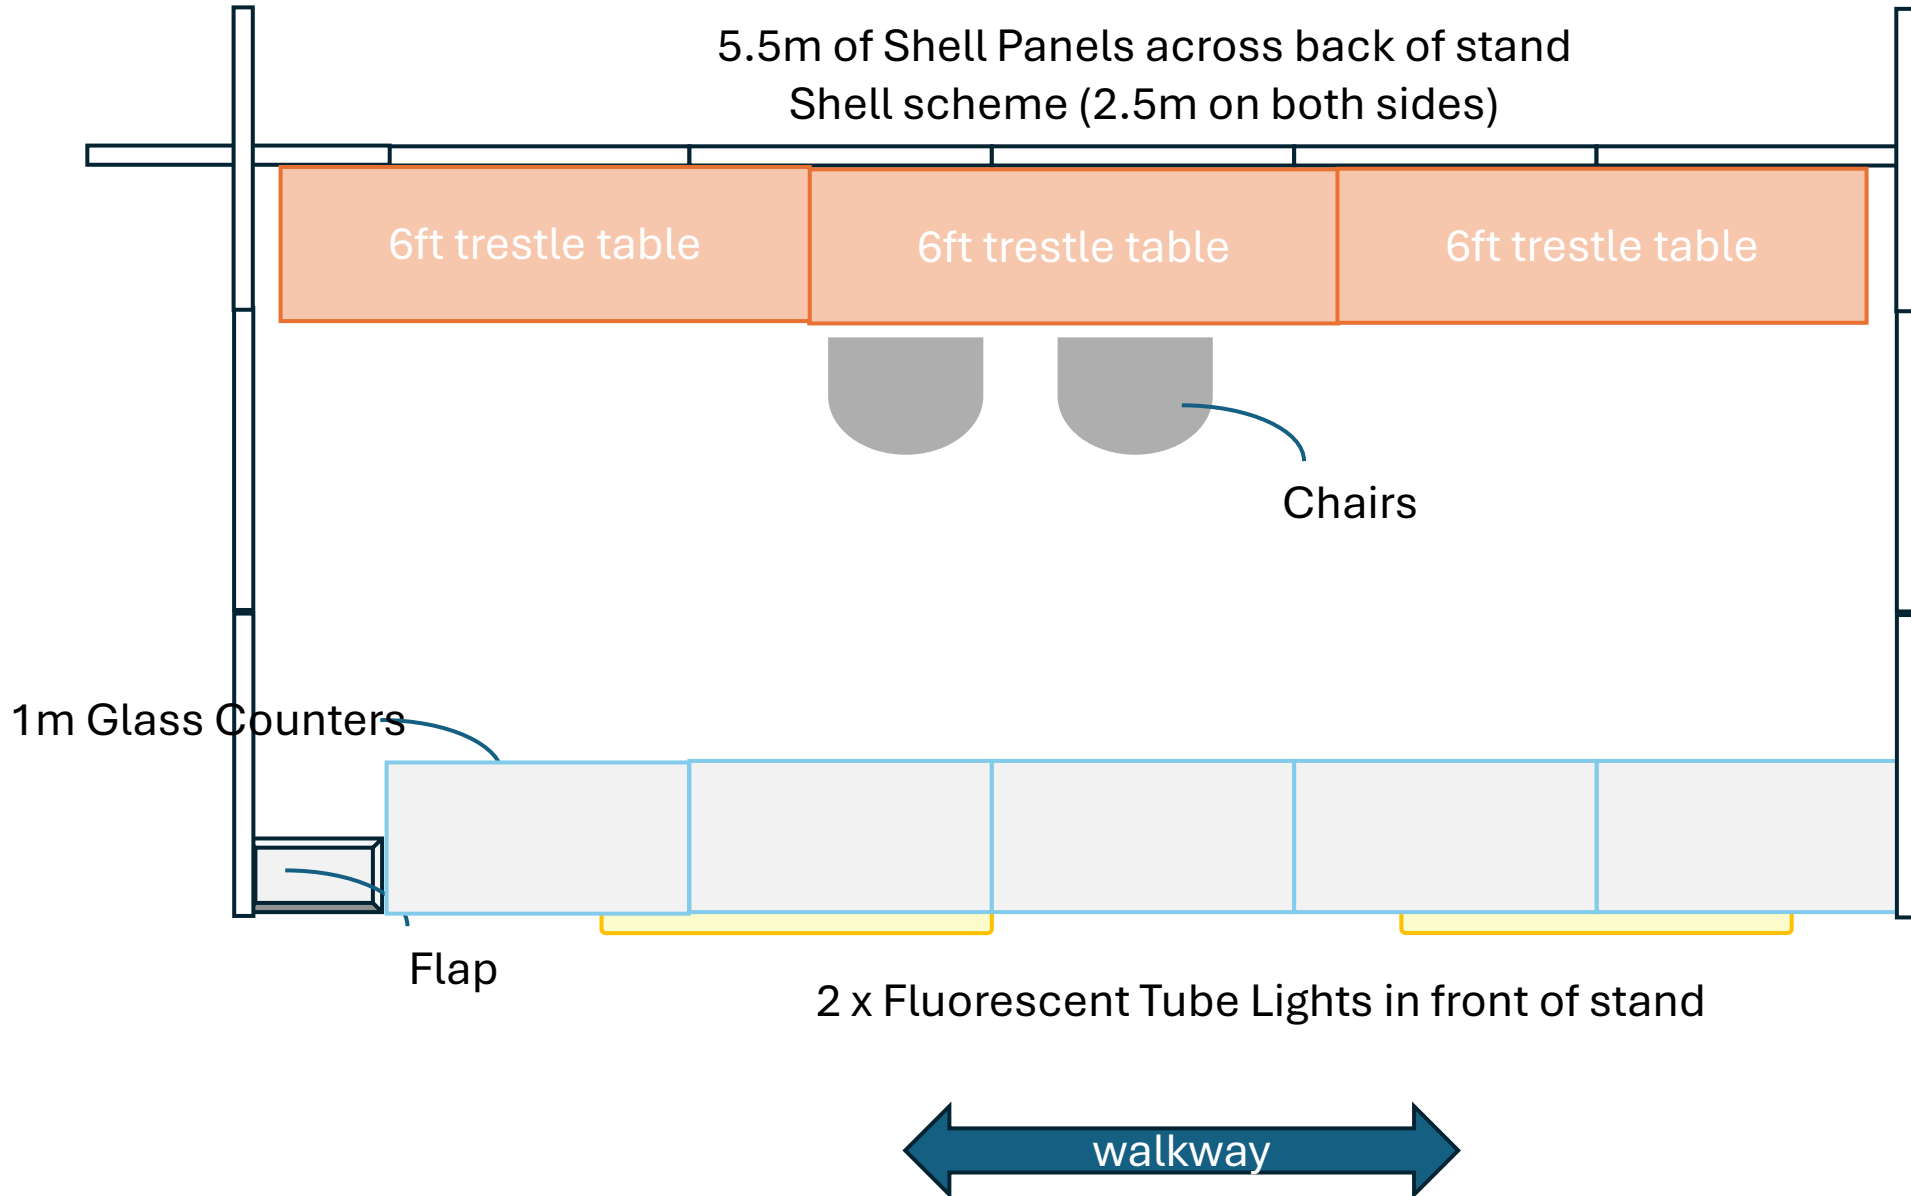 5.5m of Shell Panels across back of stand
Shell scheme (2.5m on both sides)
6ft trestle table
6ft trestle table
6ft trestle table
Chairs
1m Glass Counters
Flap
2 x Fluorescent Tube Lights in front of stand
walkway